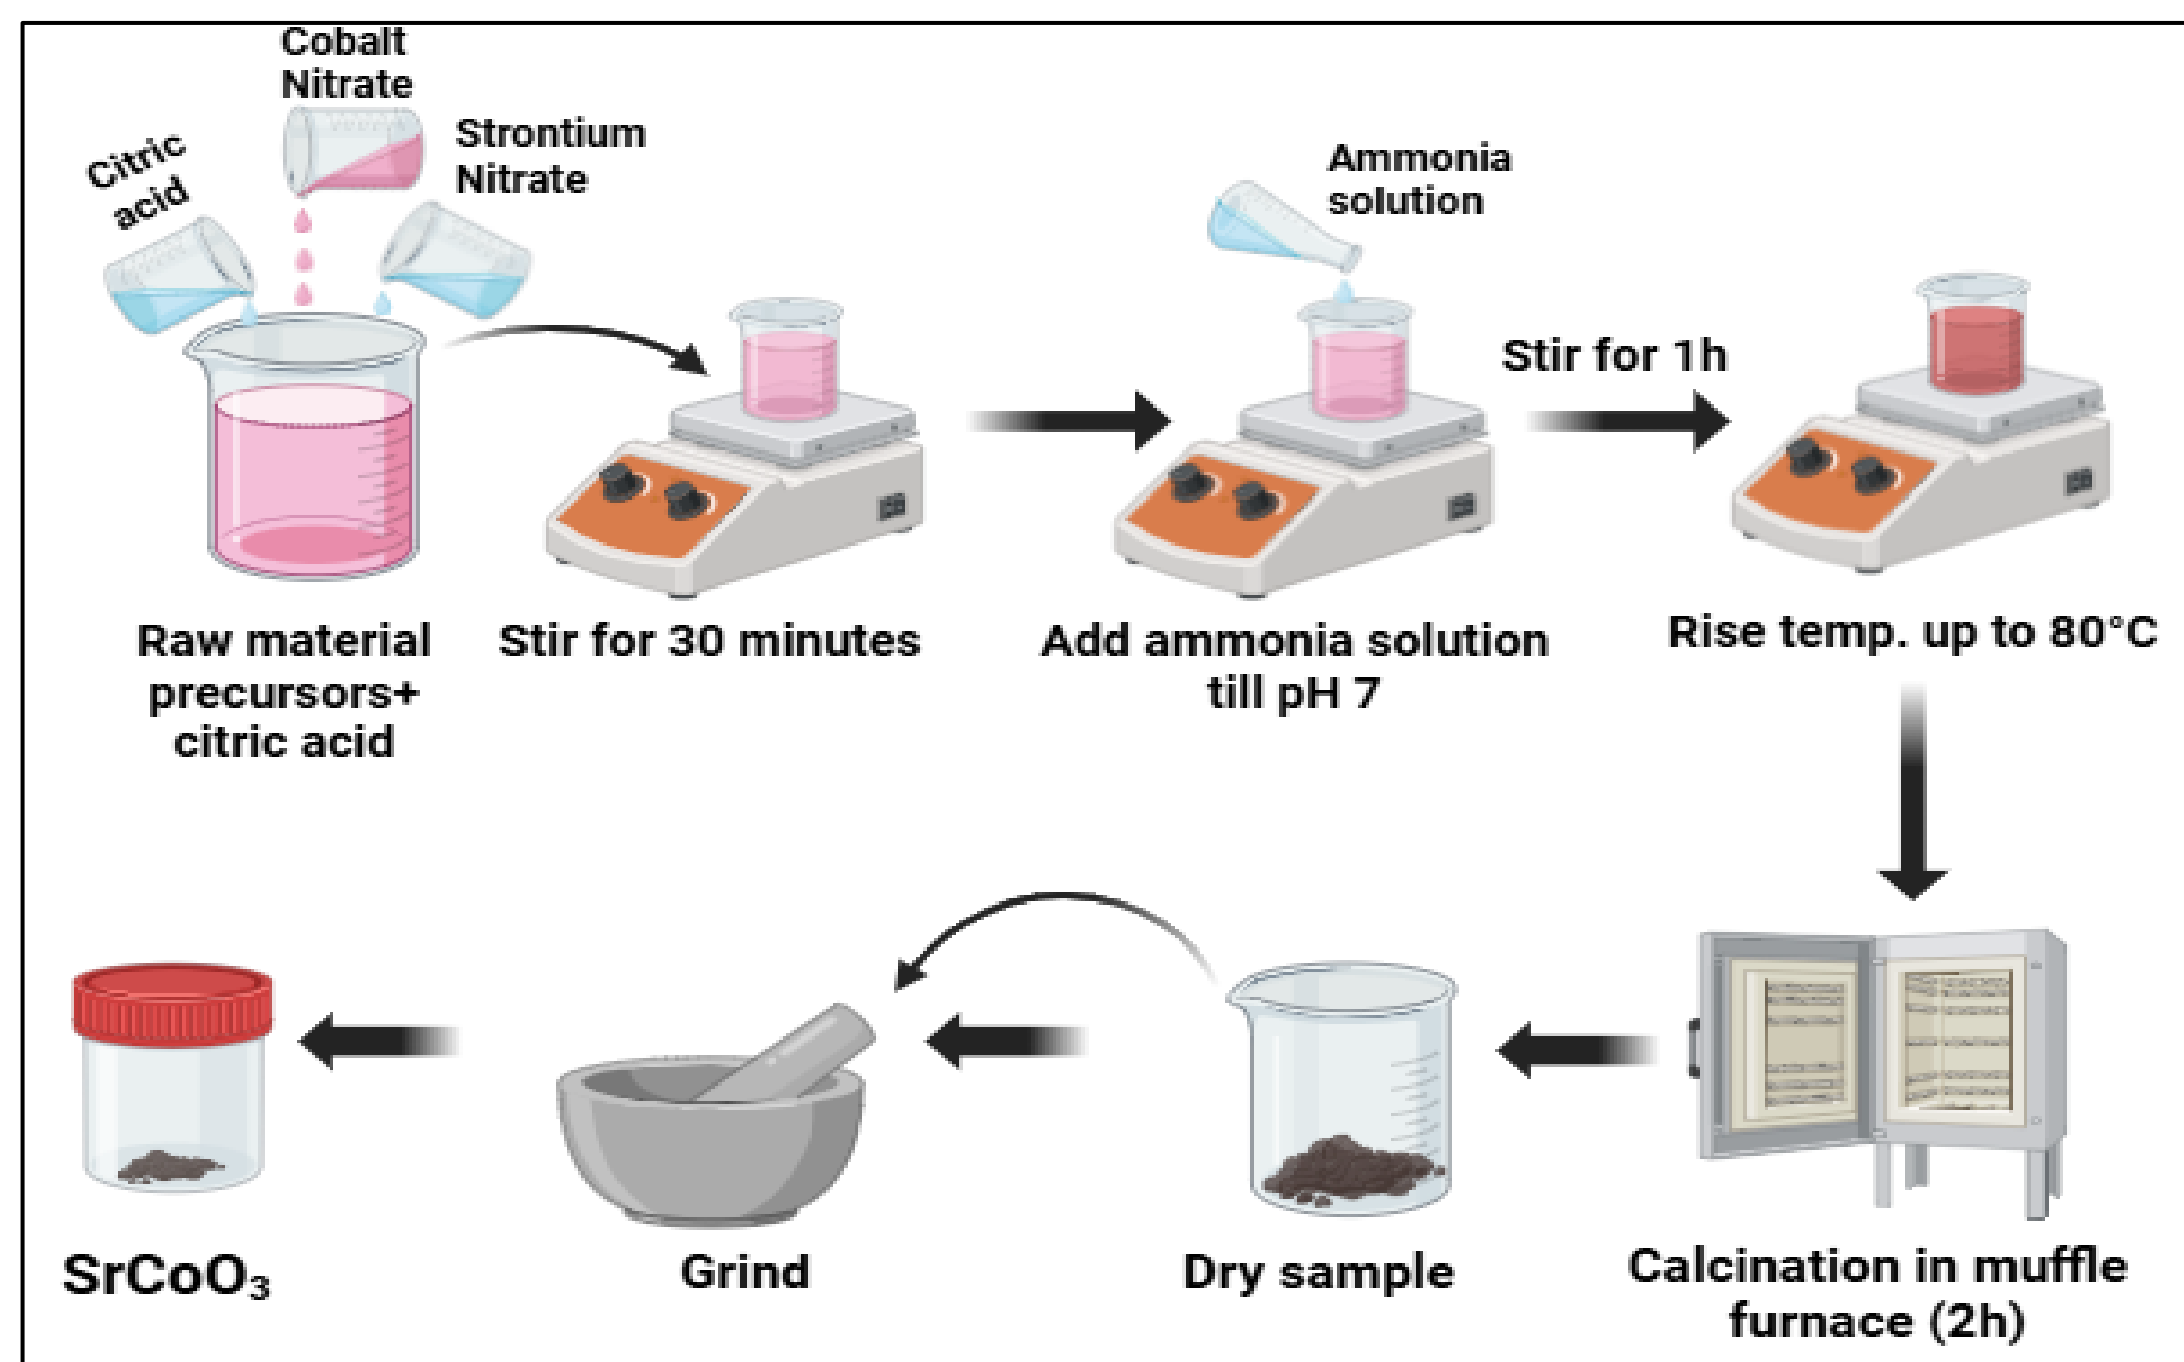 Cobalt
Nitrate
Citric
acid
Strontium
Nitrate
Ammonia
solution
Stir for 1h
Raw material
precursors+
citric acid
Stir for 30 minutes
Add ammonia solution
till pH 7
Rise temp. up to 80°C
SrCoO₃
Grind
Dry sample
Calcination in muffle
furnace (2h)